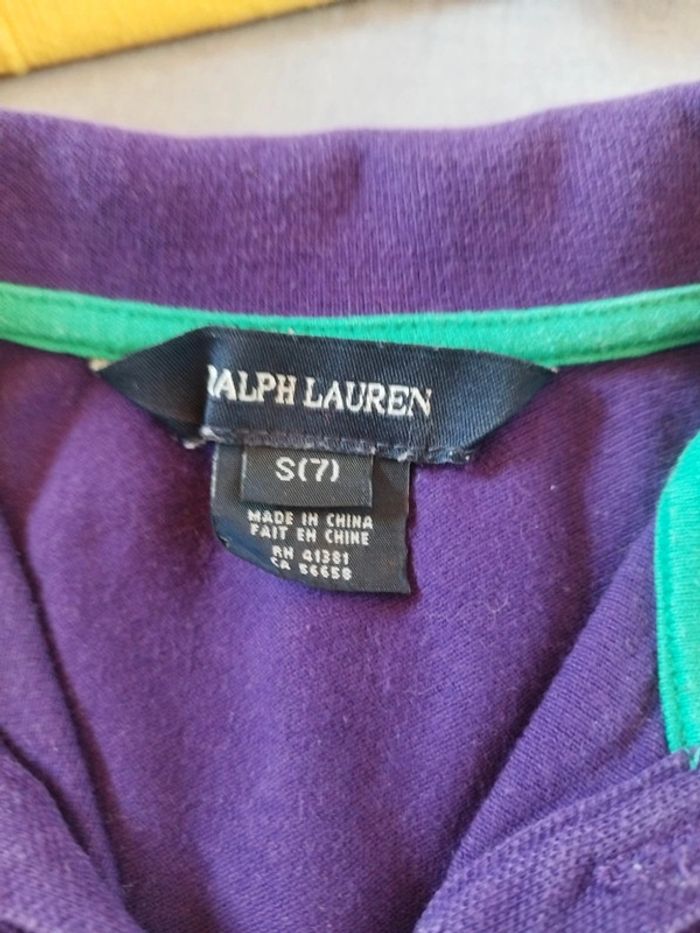 RALPH LAUREN
S(7)
MADE IN CHINA
FAIT EN CHINE
RN 41381
CA 56658